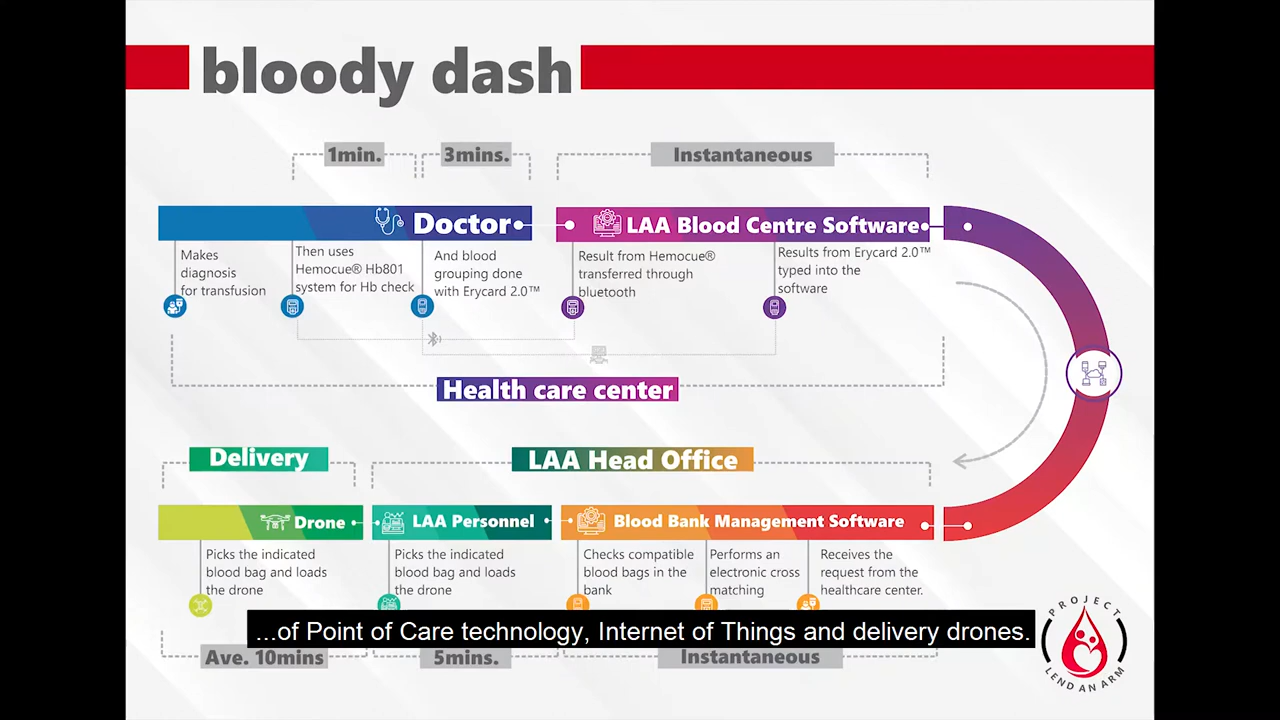 bloody dash
1min.
3mins.
Instantaneous
Doctor
LAA Blood Centre Software
Makes
diagnosis
for transfusion
Then uses
Hemocue® Hb801
system for Hb check
And blood
grouping done
with Erycard 2.0™
Result from Hemocue®
transferred through
bluetooth
Results from Erycard 2.0™
typed into the
software
Health care center
Delivery
LAA Head Office
Drone
LAA Personnel
Blood Bank Management Software
Picks the indicated
blood bag and loads
the drone
Picks the indicated
blood bag and loads
the drone
Checks compatible
blood bags in the
bank
Performs an
electronic cross
matching
Receives the
request from the
healthcare center.
...of Point of Care technology, Internet of Things and delivery drones.
Ave. 10mins
5mins.
Instantaneous
PROJECT
LEND AN ARM